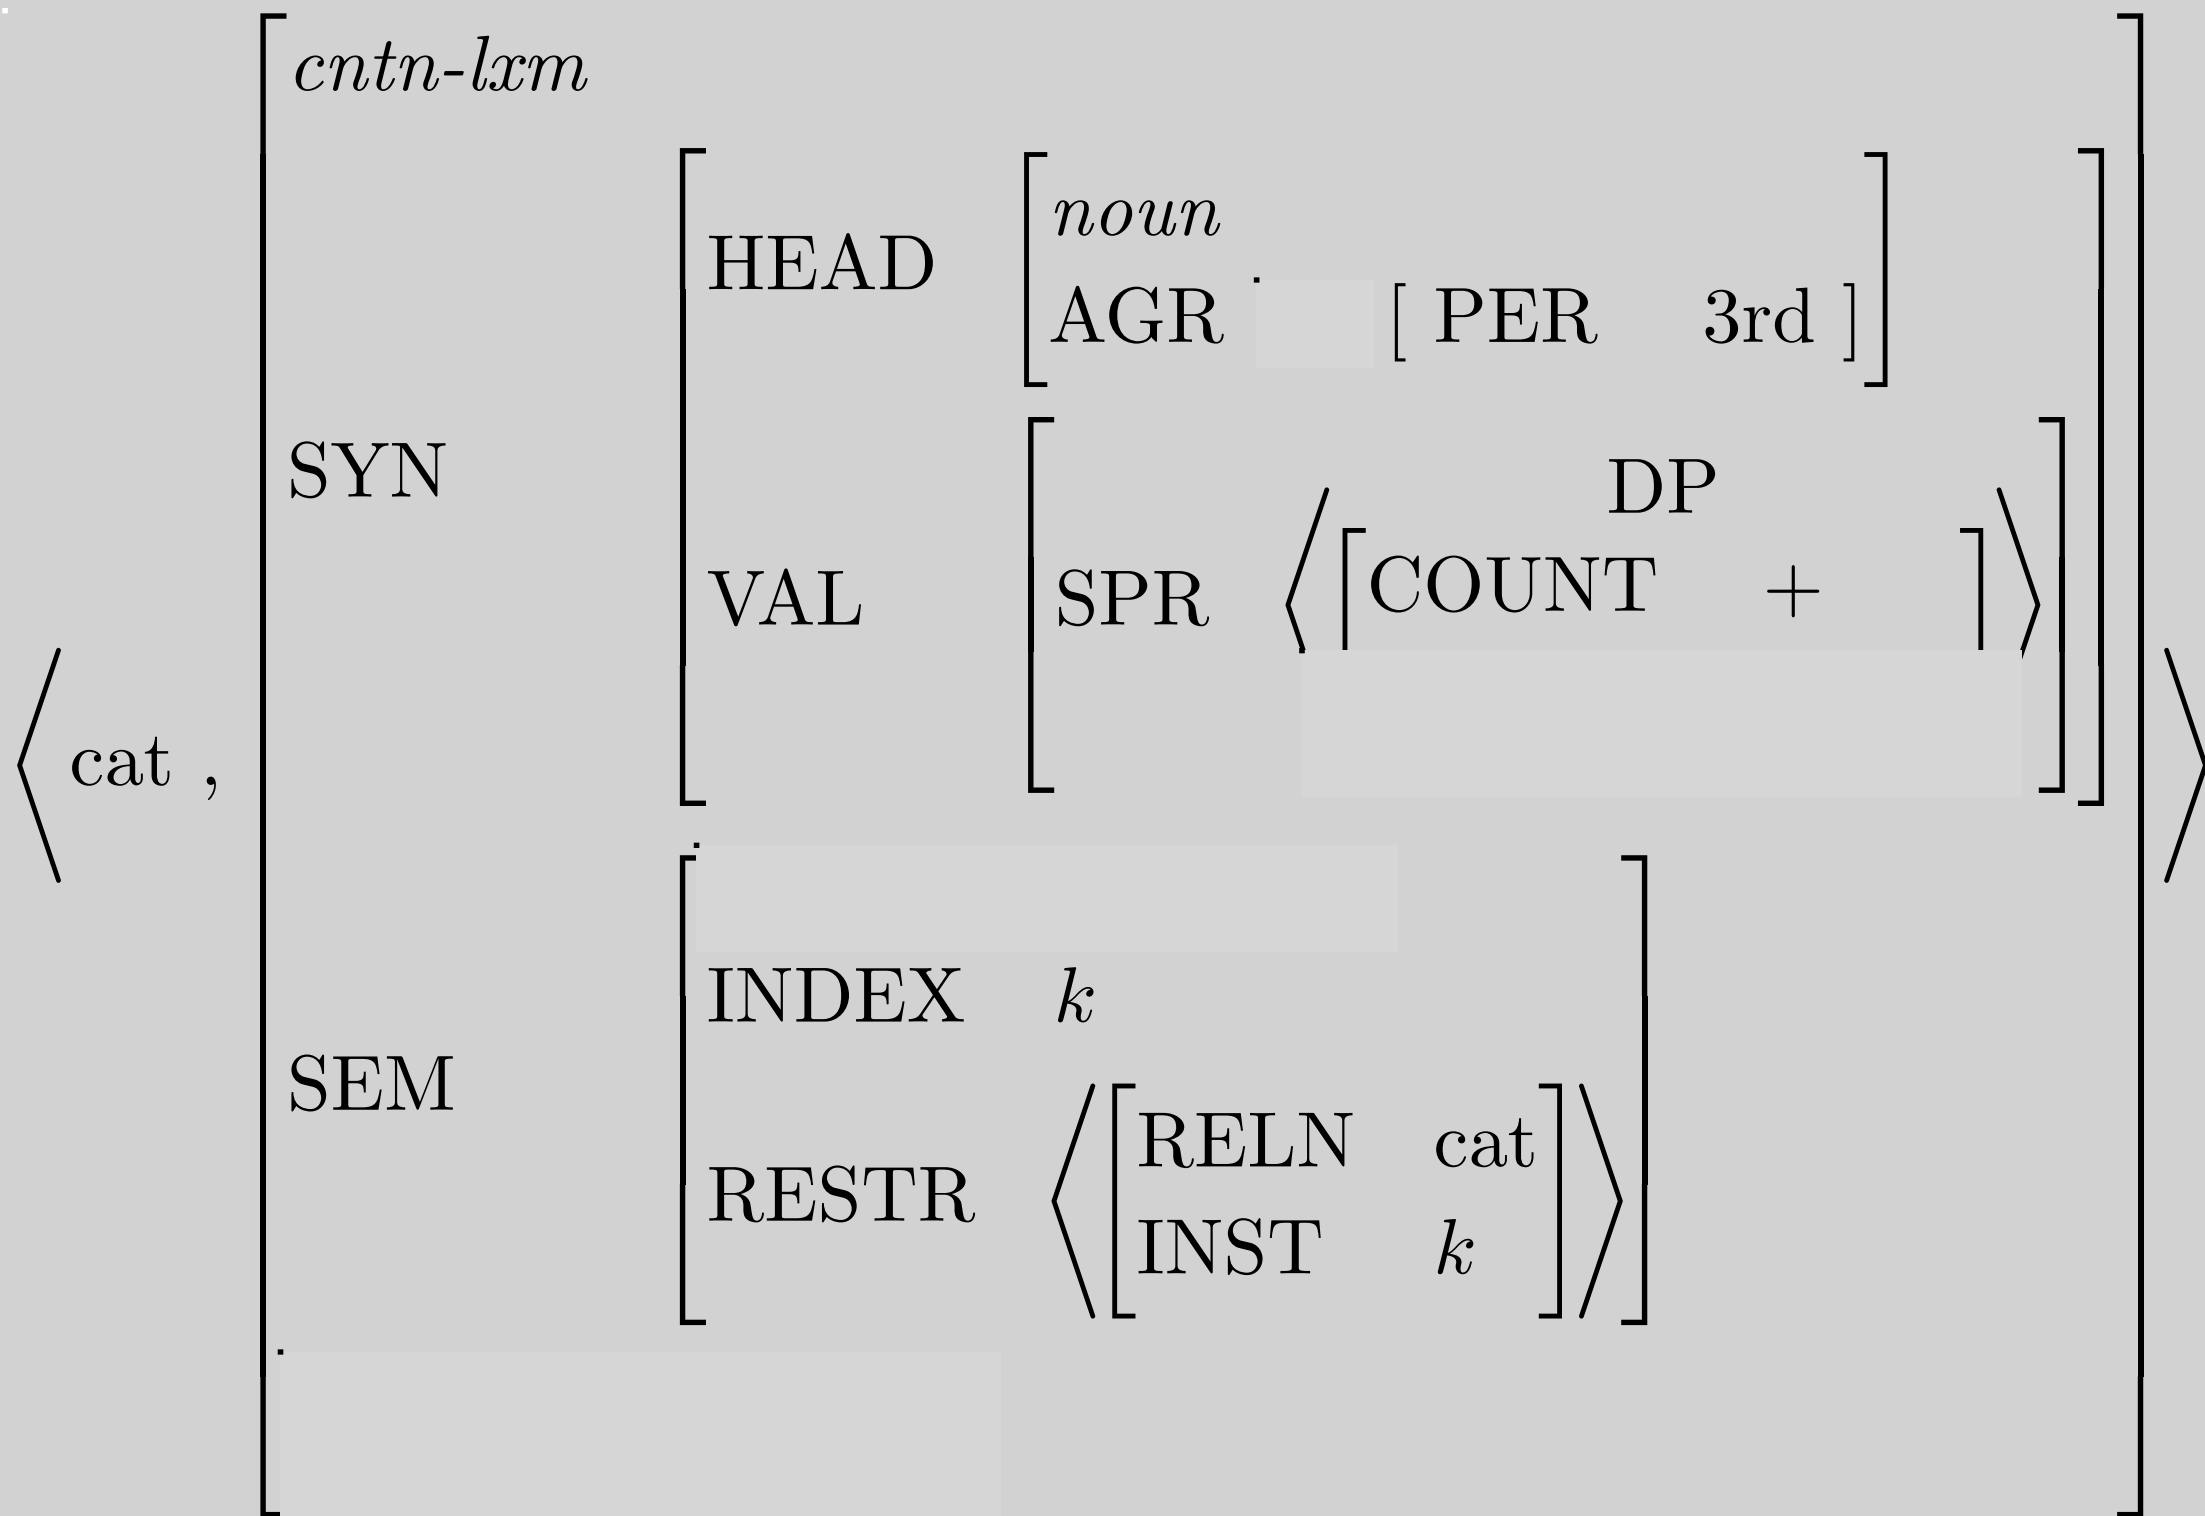 cntn-lxm
noun
HEAD
AGR [ PER 3rd ]
SYN
DP
COUNT +
VAL SPR
⟨ cat , ⟩
INDEX k
SEM
RELN cat
RESTR
INST k